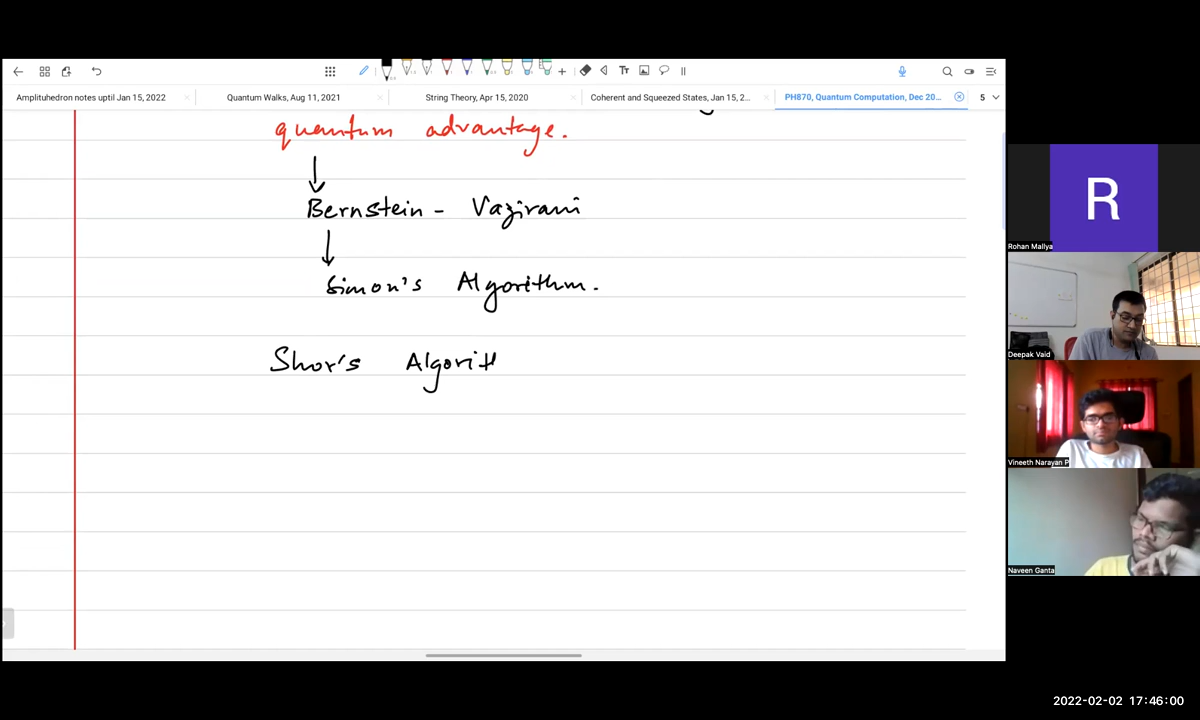 Amplituhedron notes uptil Jan 15, 2022
Quantum Walks, Aug 11, 2021
String Theory, Apr 15, 2020
Coherent and Squeezed States, Jan 15, 2...
PH870, Quantum Computation, Dec 20...
5
Tт
quantum advantage.
Bernstein - Vazirani
Simon's Algorithm.
Shor's Algorit
R
Rohan Mallya
Deepak Vaid
Vineeth Narayan P
Naveen Ganta
2022-02-02 17:46:00